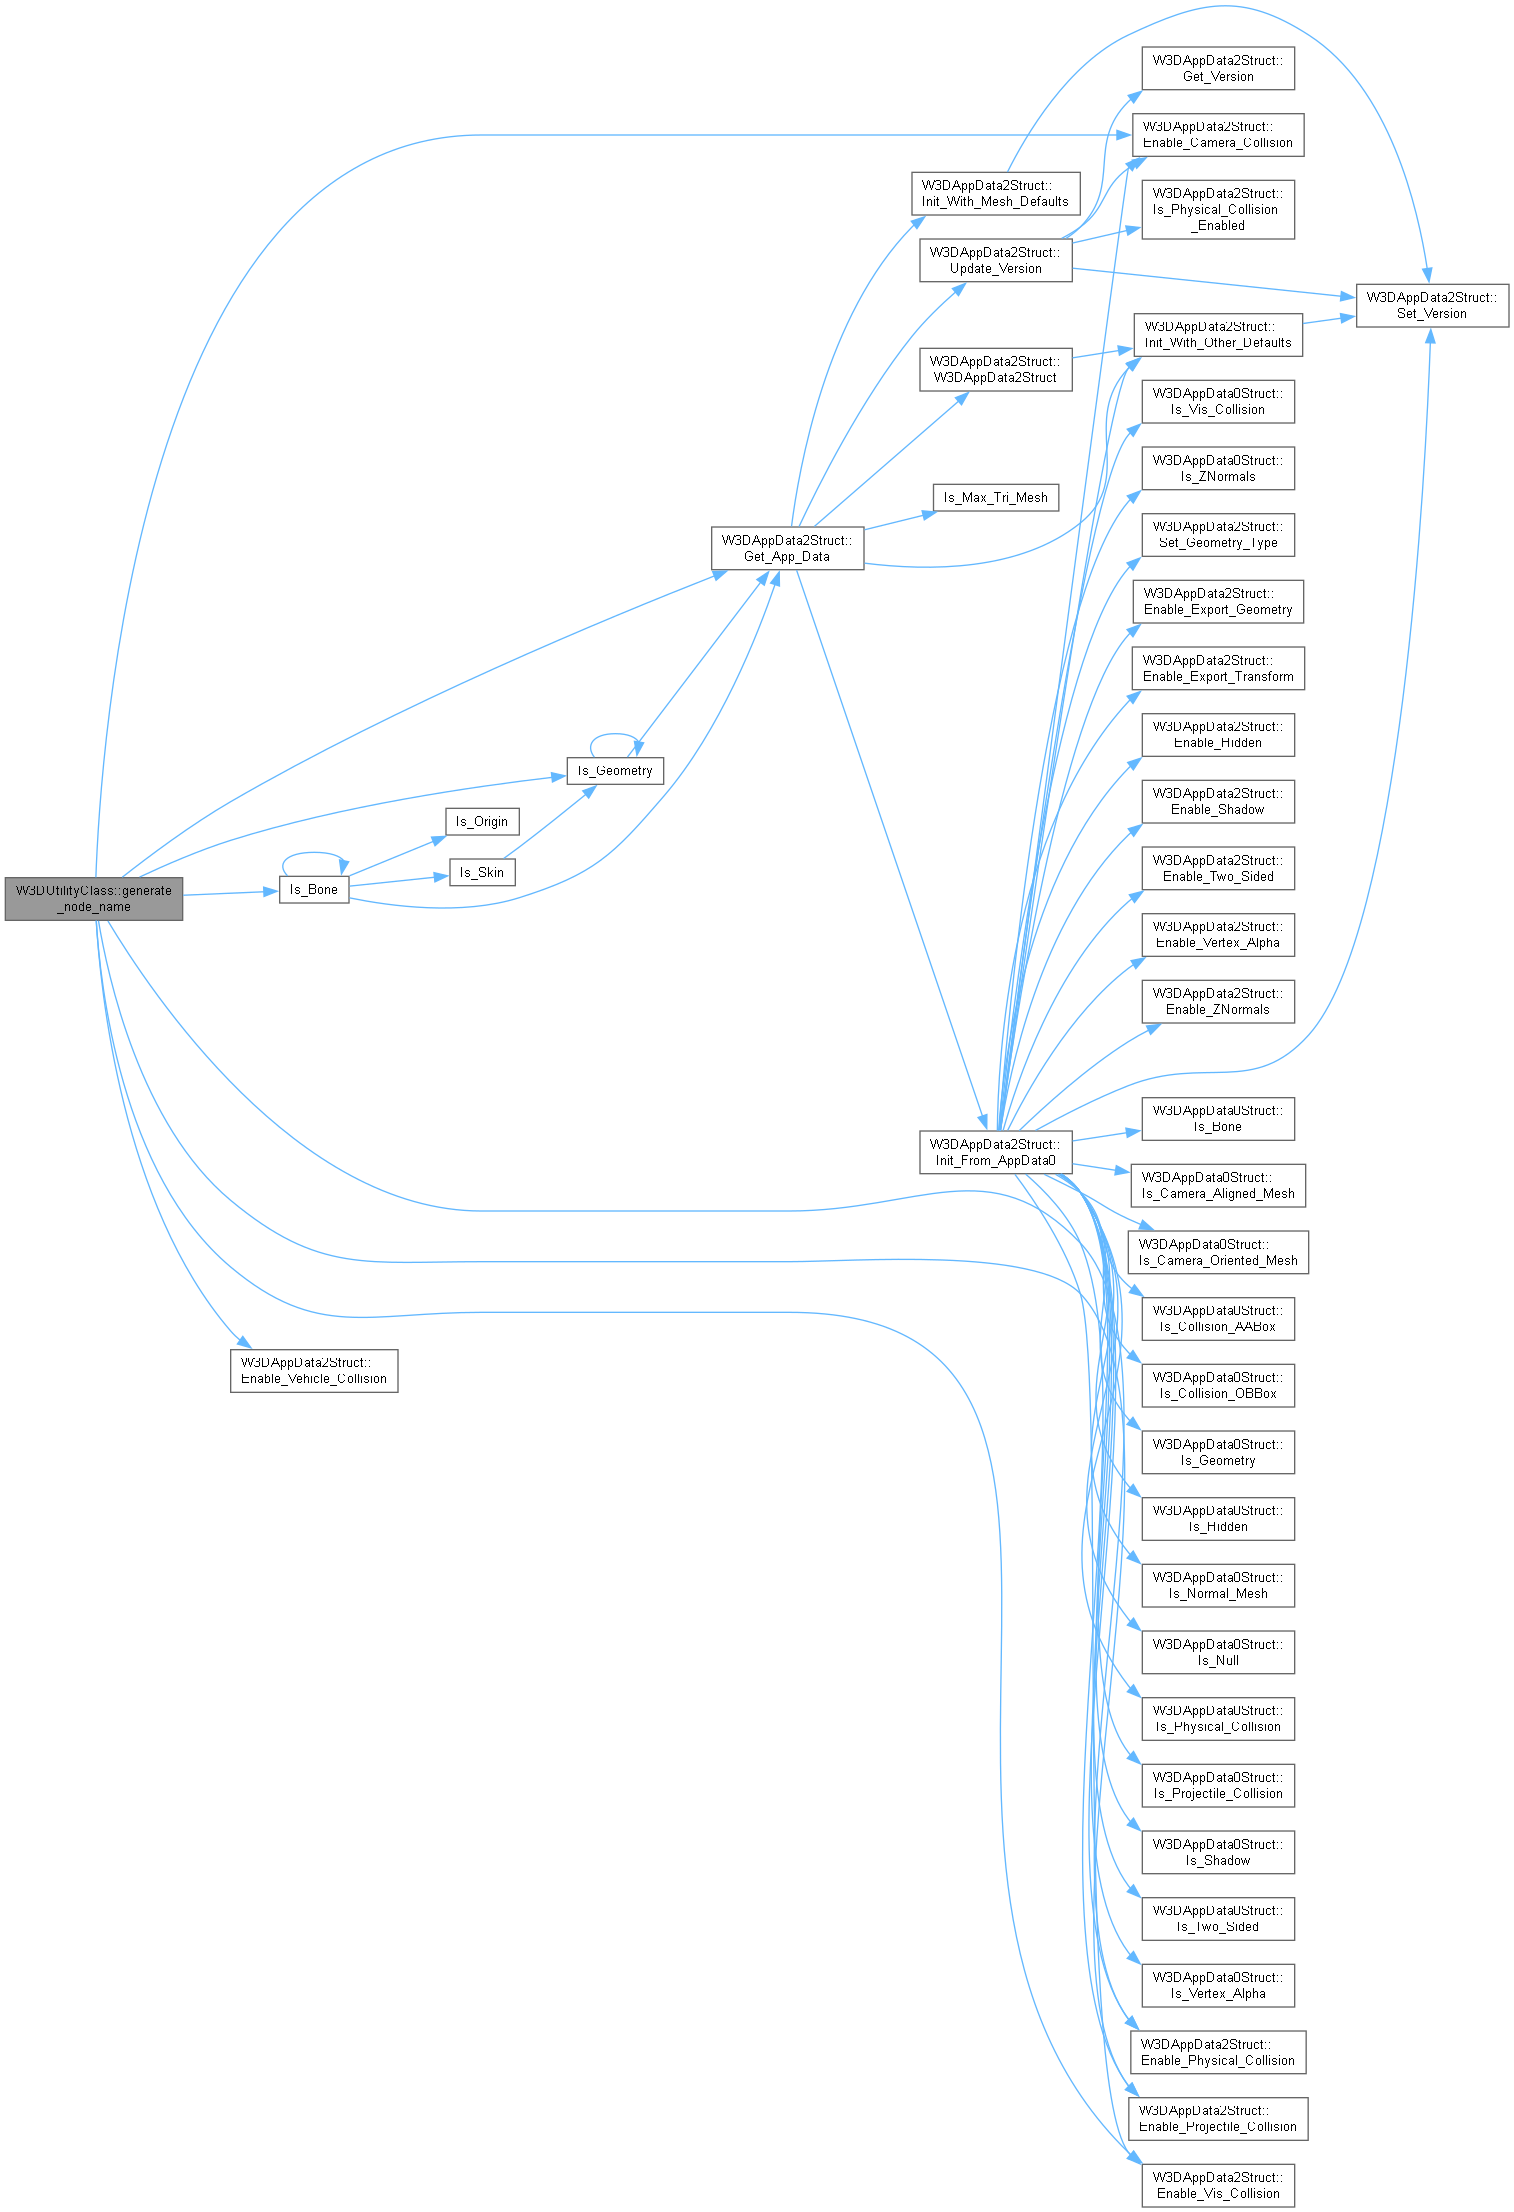 W3DUtilityClass::generate
_node_name
W3DAppData2Struct::
Enable_Vehicle_Collision
Is_Bone
Is_Origin
Is_Skin
Is_Geometry
W3DAppData2Struct::
Get_App_Data
W3DAppData2Struct::
Init_With_Mesh_Defaults
W3DAppData2Struct::
Update_Version
W3DAppData2Struct::
W3DAppData2Struct
Is_Max_Tri_Mesh
W3DAppData2Struct::
Init_From_AppData0
W3DAppData2Struct::
Get_Version
W3DAppData2Struct::
Enable_Camera_Collision
W3DAppData2Struct::
Is_Physical_Collision
_Enabled
W3DAppData2Struct::
Set_Version
W3DAppData2Struct::
Init_With_Other_Defaults
W3DAppData0Struct::
Is_Vis_Collision
W3DAppData0Struct::
Is_ZNormals
W3DAppData2Struct::
Set_Geometry_Type
W3DAppData2Struct::
Enable_Export_Geometry
W3DAppData2Struct::
Enable_Export_Transform
W3DAppData2Struct::
Enable_Hidden
W3DAppData2Struct::
Enable_Shadow
W3DAppData2Struct::
Enable_Two_Sided
W3DAppData2Struct::
Enable_Vertex_Alpha
W3DAppData2Struct::
Enable_ZNormals
W3DAppData0Struct::
Is_Bone
W3DAppData0Struct::
Is_Camera_Aligned_Mesh
W3DAppData0Struct::
Is_Camera_Oriented_Mesh
W3DAppData0Struct::
Is_Collision_AABox
W3DAppData0Struct::
Is_Collision_OBBox
W3DAppData0Struct::
Is_Geometry
W3DAppData0Struct::
Is_Hidden
W3DAppData0Struct::
Is_Normal_Mesh
W3DAppData0Struct::
Is_Null
W3DAppData0Struct::
Is_Physical_Collision
W3DAppData0Struct::
Is_Projectile_Collision
W3DAppData0Struct::
Is_Shadow
W3DAppData0Struct::
Is_Two_Sided
W3DAppData0Struct::
Is_Vertex_Alpha
W3DAppData2Struct::
Enable_Physical_Collision
W3DAppData2Struct::
Enable_Projectile_Collision
W3DAppData2Struct::
Enable_Vis_Collision